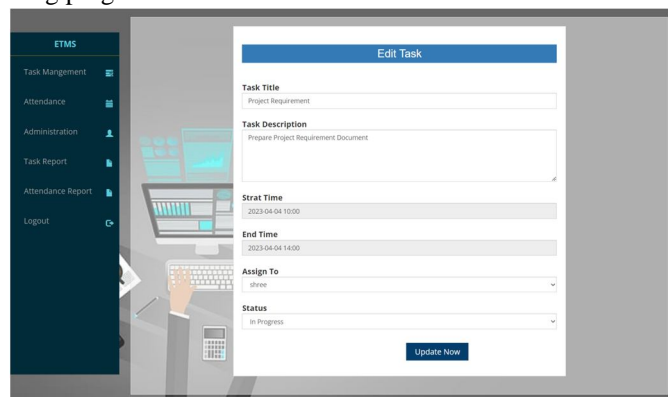 ETMS
Task Mangement
Attendance
Administration
Task Report
Attendance Report
Logout
Edit Task
Task Title
Project Requirement
Task Description
Prepare Project Requirement Document
Strat Time
2023-04-04 10:00
End Time
2023-04-04 14:00
Assign To
shree
Status
In Progress
Update Now